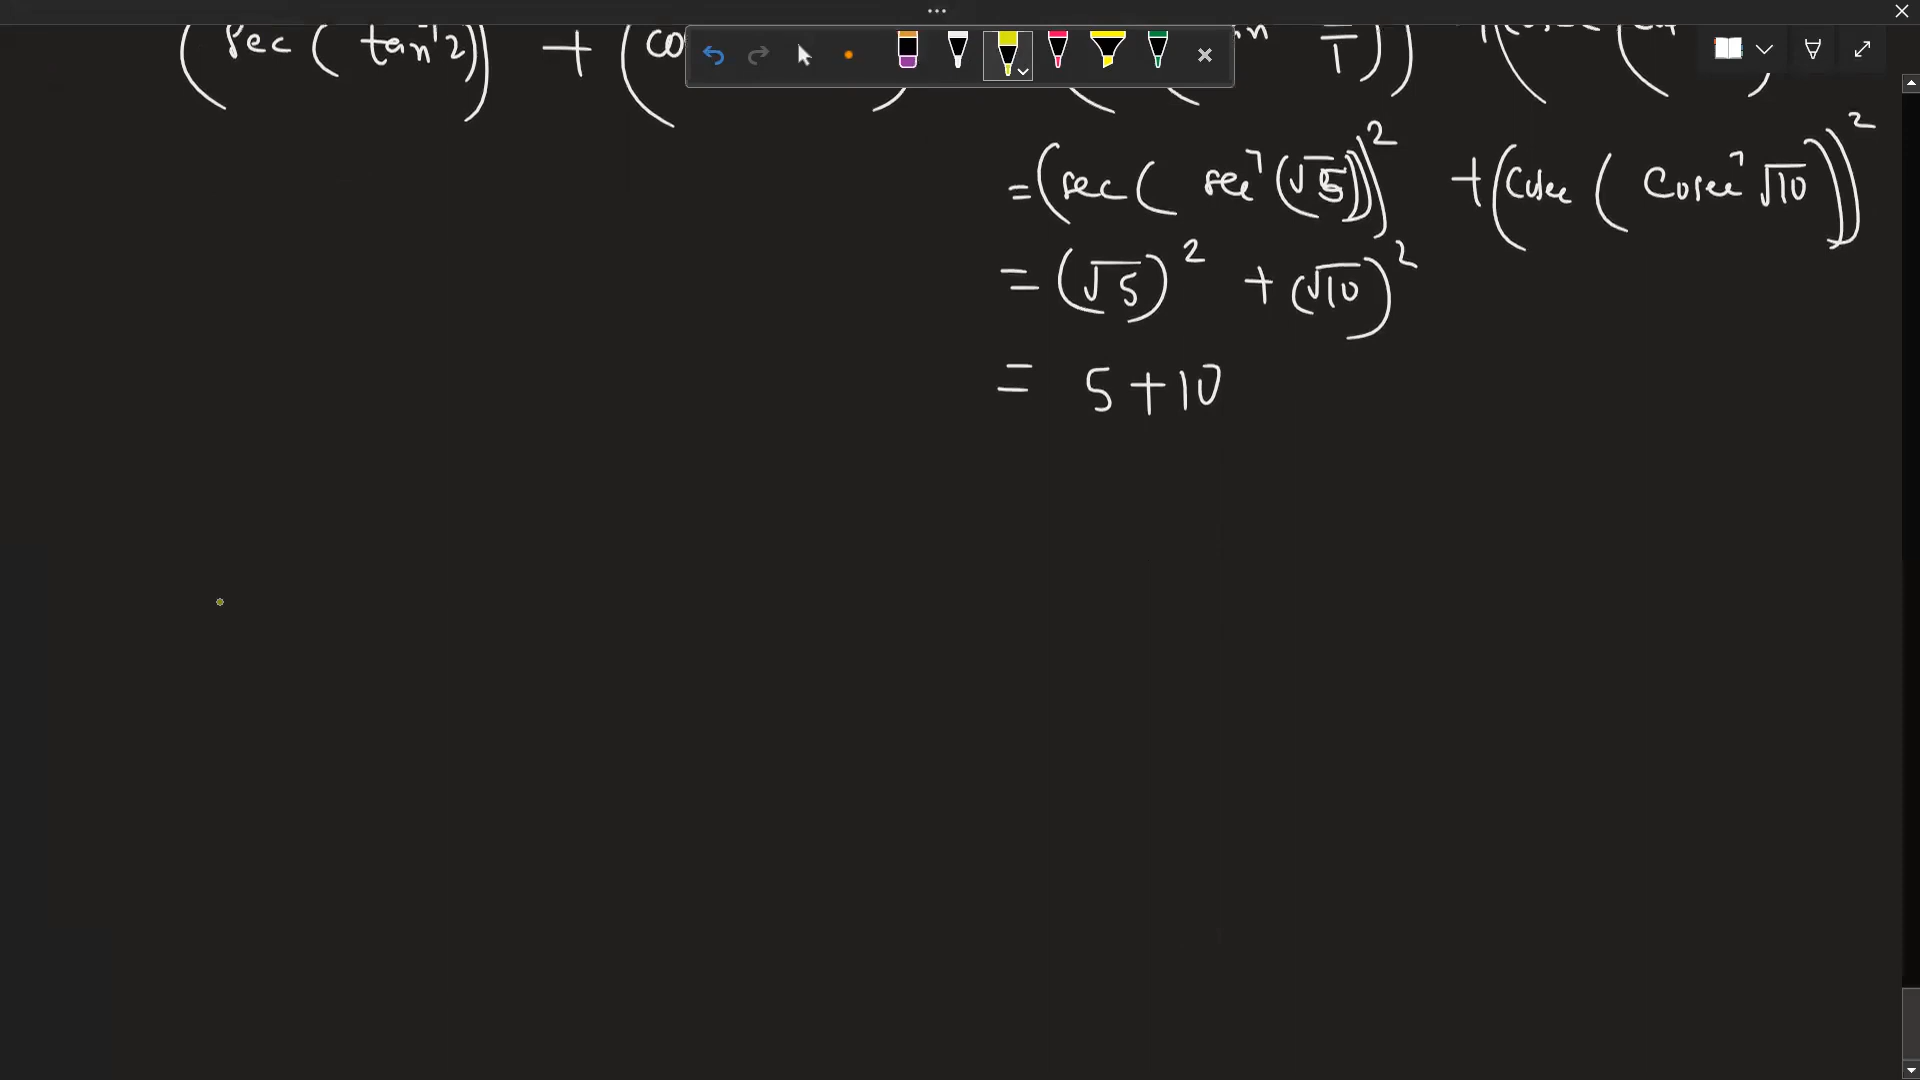 (sec (tan⁻¹2)) + (co
= (sec ( sec⁻¹(√5)))² + (cosec ( cosec⁻¹ √10))²
= (√5)² + (√10)²
= 5+10